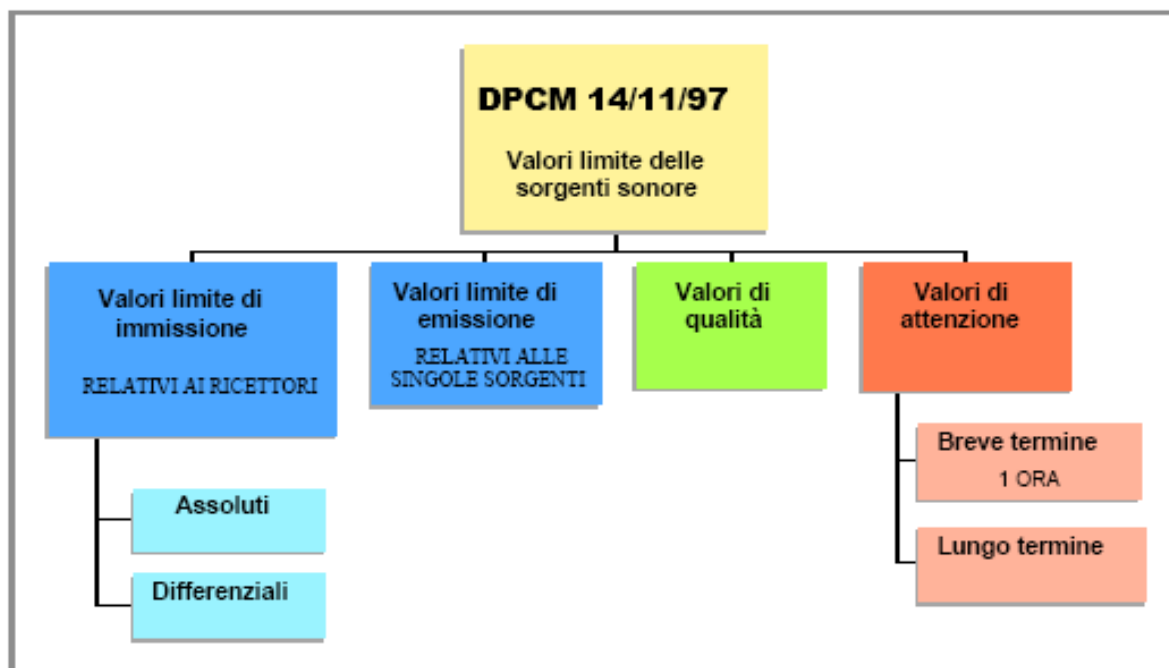 DPCM 14/11/97
Valori limite delle
sorgenti sonore
Valori limite di
immissione
RELATIVI AI RICETTORI
Valori limite di
emissione
RELATIVI ALLE
SINGOLE SORGENTI
Valori di
qualità
Valori di
attenzione
Assoluti
Differenziali
Breve termine
1 ORA
Lungo termine